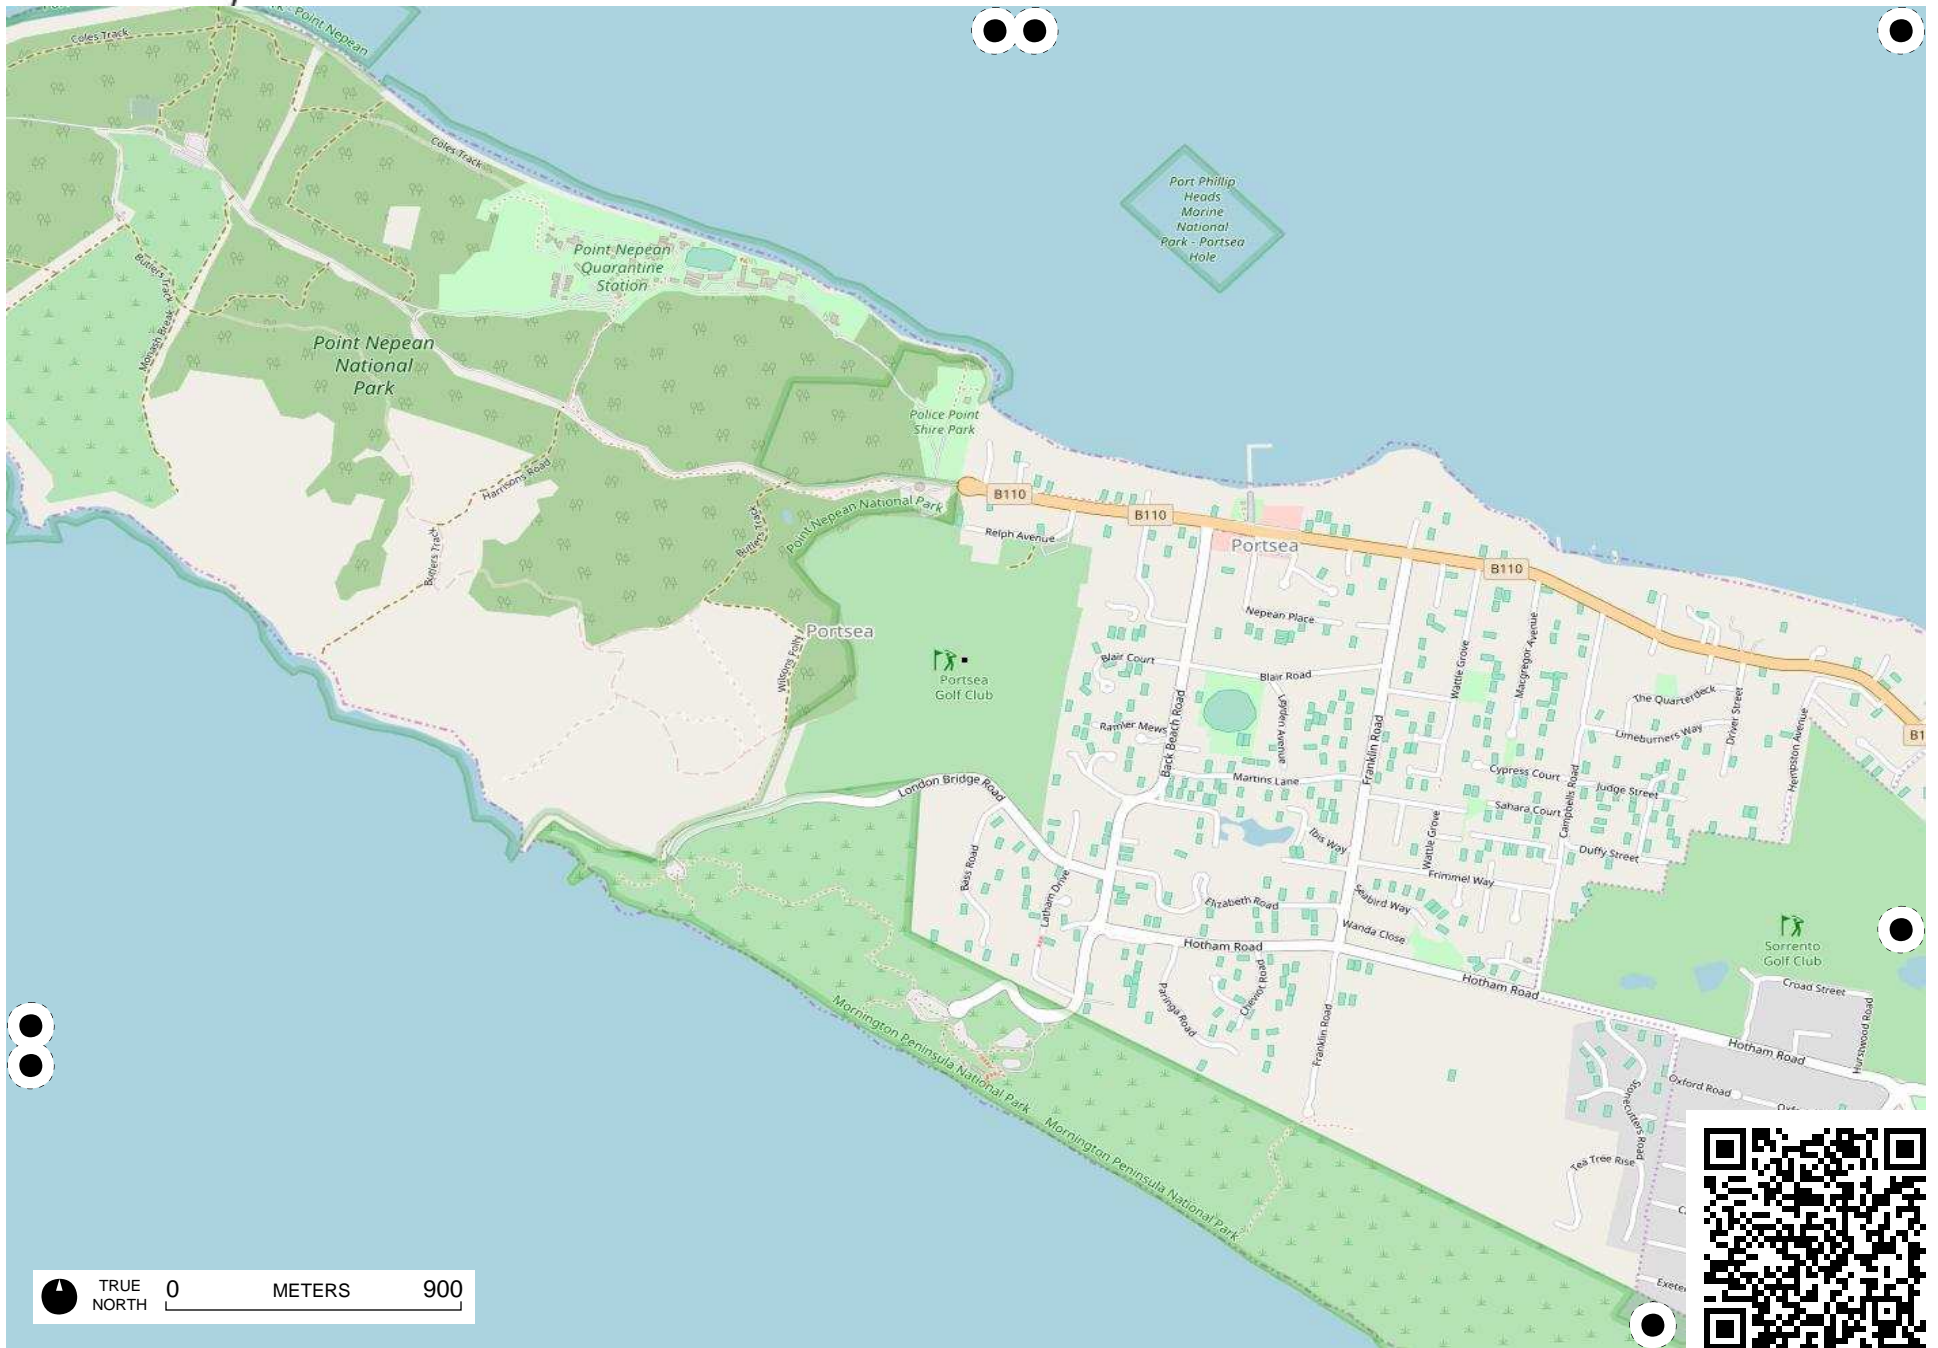 Coles Track
- Point Nepean
Coles Track
Port Phillip
Heads
Marine
National
Park - Portsea
Hole
Point Nepean
Quarantine
Station
Butlers Track
Monash Break
Point Nepean
National
Park
Police Point
Shire Park
Harrisons Road
Point Nepean National Park
B110
B110
Relph Avenue
Portsea
B110
Butlers Track
Butlers Track
Nepean Place
Portsea
Wilsons Folly
Portsea
Golf Club
Blair Court
Blair Road
Wattle Grove
Macgregor Avenue
The Quarterdeck
Driver Street
Limeburners Way
Hempston Avenue
B1
Ramler Mews
Back Beach Road
Leyden Avenue
Franklin Road
London Bridge Road
Martins Lane
Cypress Court
Judge Street
Campbells Road
Sahara Court
Wattle Grove
Ibis Way
Duffy Street
Bass Road
Latham Drive
Frimmel Way
Elizabeth Road
Seabird Way
Wanda Close
Hotham Road
Sorrento
Golf Club
Hotham Road
Croad Street
Paringa Road
Cheviot Road
Franklin Road
Hurstwood Road
Hotham Road
Mornington Peninsula National Park
Mornington Peninsula National Park
Oxford Road
Stonecutters Road
Tea Tree Rise
TRUE
NORTH
0 METERS 900